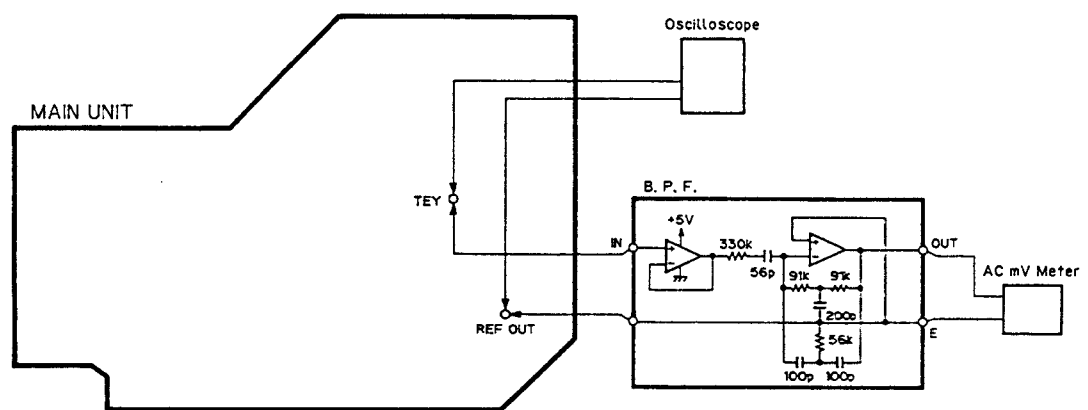 Oscilloscope
MAIN UNIT
TEY
REF OUT
B. P. F.
+5V
IN
330k
56p
91k 91k
200p
56k
100p 100p
OUT
E
AC mV Meter
+
-
+
-